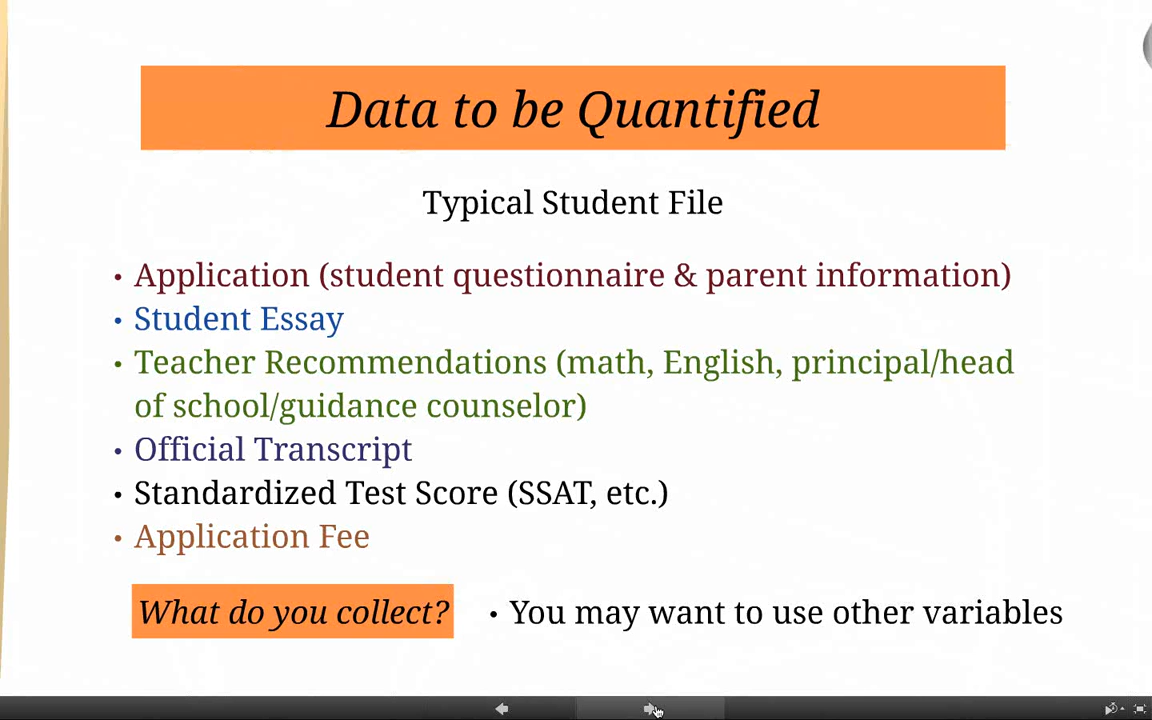 Data to be Quantified
Typical Student File
• Application (student questionnaire & parent information)
• Student Essay
• Teacher Recommendations (math, English, principal/head
of school/guidance counselor)
• Official Transcript
• Standardized Test Score (SSAT, etc.)
• Application Fee
What do you collect?
• You may want to use other variables